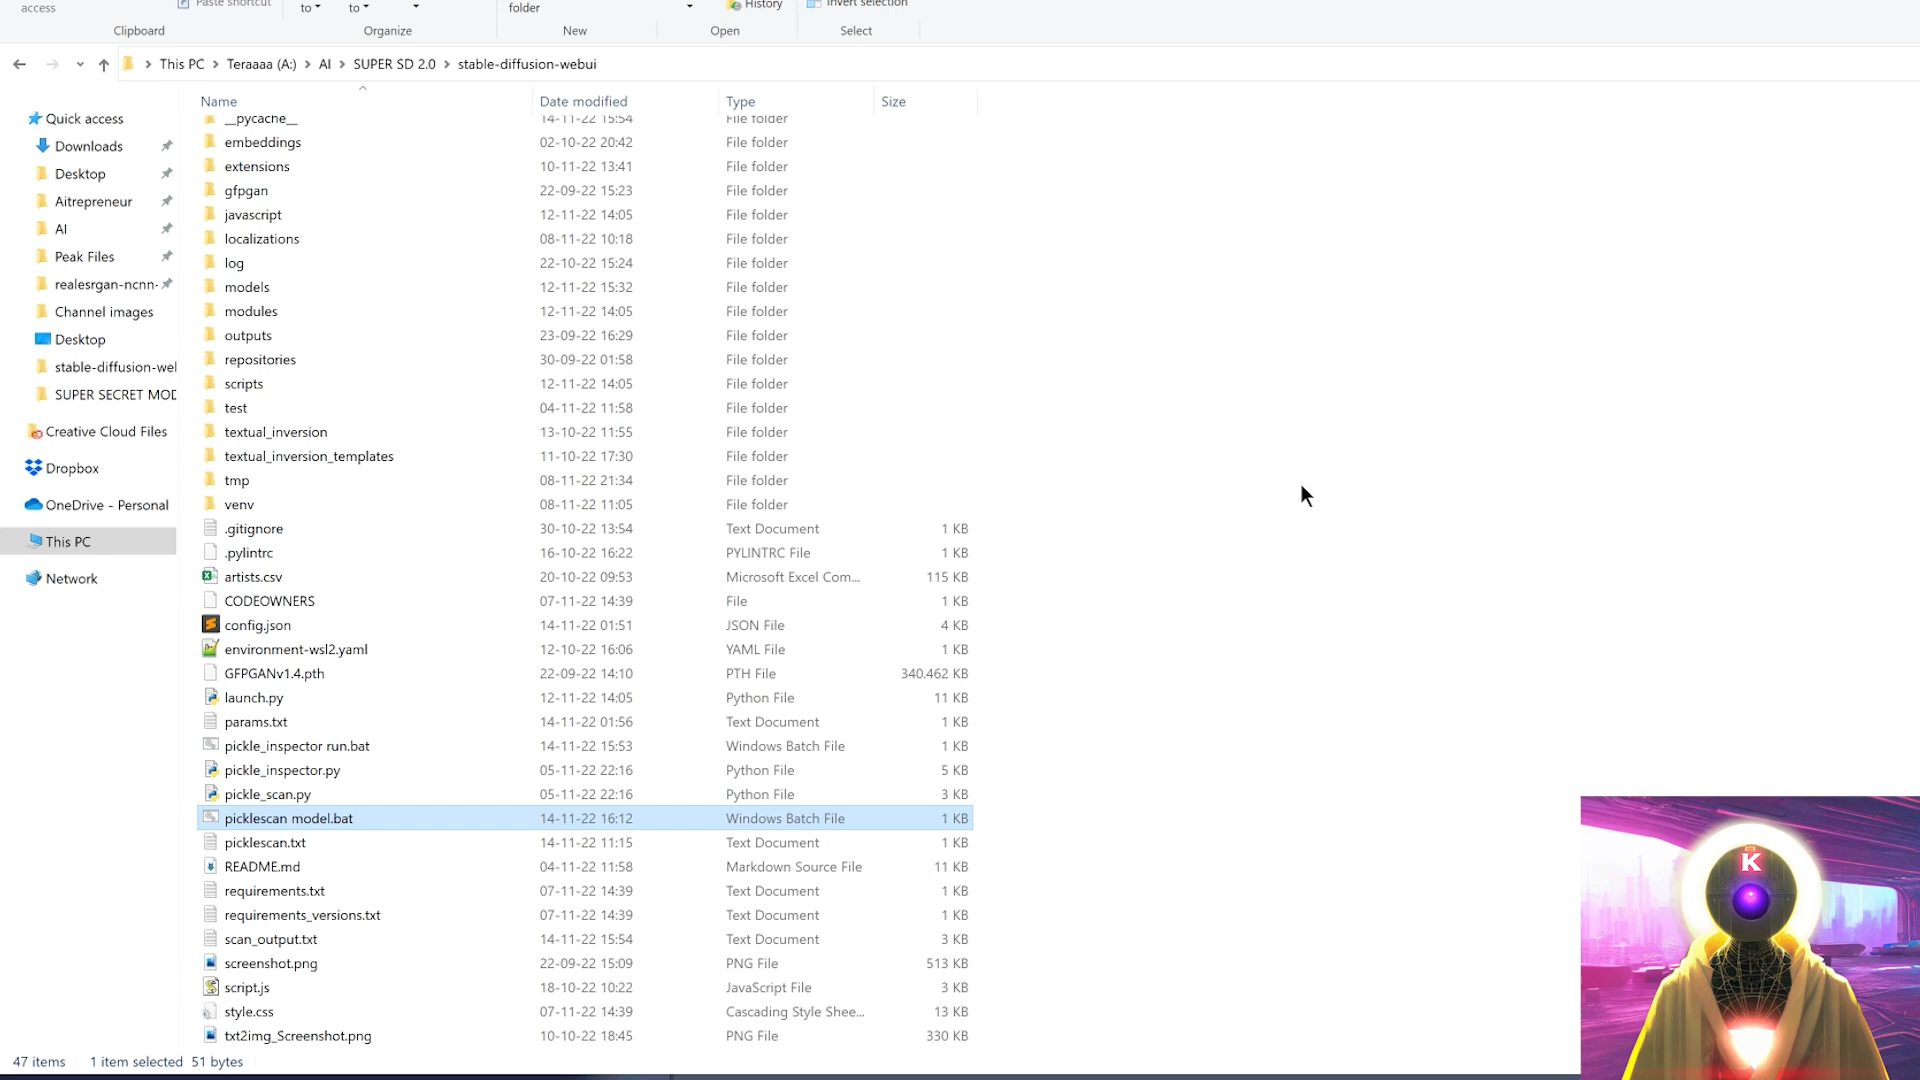 access
Paste shortcut
to
to
folder
History
Invert selection
Clipboard
Organize
New
Open
Select
This PC > Teraaaa (A:) > AI > SUPER SD 2.0 > stable-diffusion-webui
Name Date modified Type Size
Quick access
Downloads
Desktop
Aitrepreneur
AI
Peak Files
realesrgan-ncnn-
Channel images
Desktop
stable-diffusion-wel
SUPER SECRET MOD
Creative Cloud Files
Dropbox
OneDrive - Personal
This PC
Network
__pycache__ 14-11-22 15:54 File folder
embeddings 02-10-22 20:42 File folder
extensions 10-11-22 13:41 File folder
gfpgan 22-09-22 15:23 File folder
javascript 12-11-22 14:05 File folder
localizations 08-11-22 10:18 File folder
log 22-10-22 15:24 File folder
models 12-11-22 15:32 File folder
modules 12-11-22 14:05 File folder
outputs 23-09-22 16:29 File folder
repositories 30-09-22 01:58 File folder
scripts 12-11-22 14:05 File folder
test 04-11-22 11:58 File folder
textual_inversion 13-10-22 11:55 File folder
textual_inversion_templates 11-10-22 17:30 File folder
tmp 08-11-22 21:34 File folder
venv 08-11-22 11:05 File folder
.gitignore 30-10-22 13:54 Text Document 1 KB
.pylintrc 16-10-22 16:22 PYLINTRC File 1 KB
artists.csv 20-10-22 09:53 Microsoft Excel Com... 115 KB
CODEOWNERS 07-11-22 14:39 File 1 KB
config.json 14-11-22 01:51 JSON File 4 KB
environment-wsl2.yaml 12-10-22 16:06 YAML File 1 KB
GFPGANv1.4.pth 22-09-22 14:10 PTH File 340.462 KB
launch.py 12-11-22 14:05 Python File 11 KB
params.txt 14-11-22 01:56 Text Document 1 KB
pickle_inspector run.bat 14-11-22 15:53 Windows Batch File 1 KB
pickle_inspector.py 05-11-22 22:16 Python File 5 KB
pickle_scan.py 05-11-22 22:16 Python File 3 KB
picklescan model.bat 14-11-22 16:12 Windows Batch File 1 KB
picklescan.txt 14-11-22 11:15 Text Document 1 KB
README.md 04-11-22 11:58 Markdown Source File 11 KB
requirements.txt 07-11-22 14:39 Text Document 1 KB
requirements_versions.txt 07-11-22 14:39 Text Document 1 KB
scan_output.txt 14-11-22 15:54 Text Document 3 KB
screenshot.png 22-09-22 15:09 PNG File 513 KB
script.js 18-10-22 10:22 JavaScript File 3 KB
style.css 07-11-22 14:39 Cascading Style Shee... 13 KB
txt2img_Screenshot.png 10-10-22 18:45 PNG File 330 KB
47 items 1 item selected 51 bytes
K